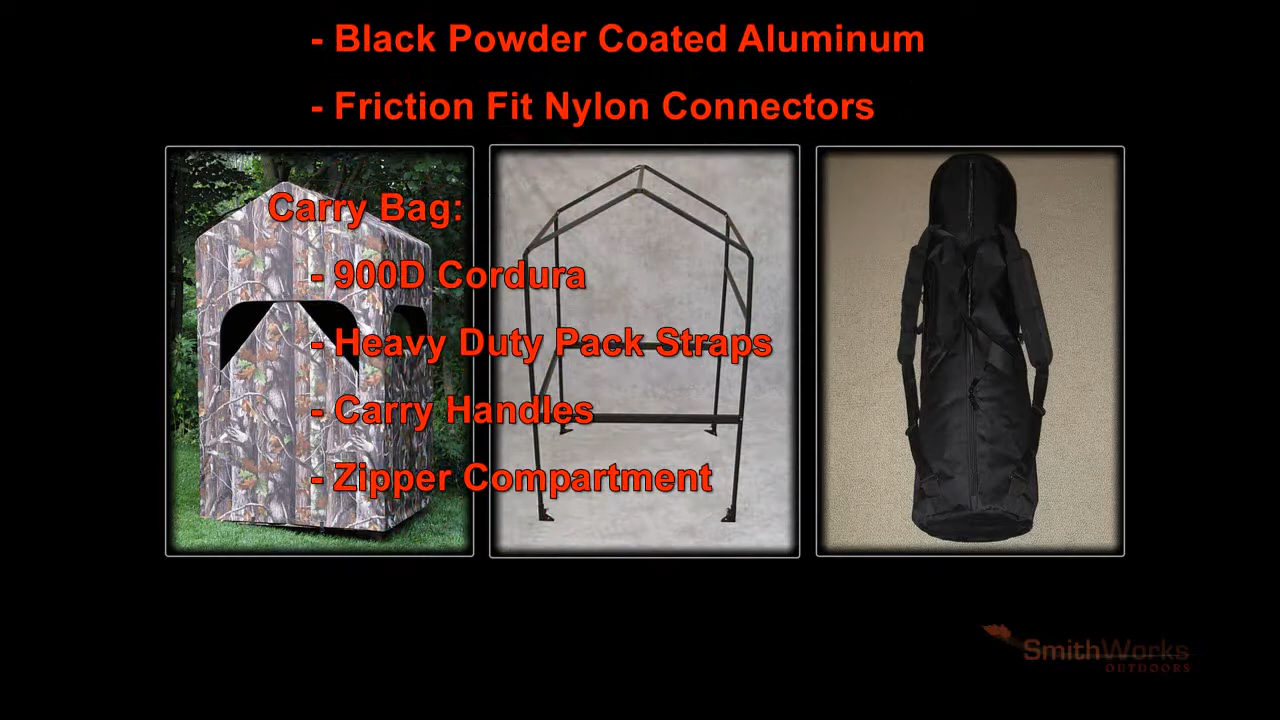 - Black Powder Coated Aluminum
- Friction Fit Nylon Connectors
Carry Bag:
- 900D Cordura
- Heavy Duty Pack Straps
- Carry Handles
- Zipper Compartment
SmithWorks
OUTDOORS